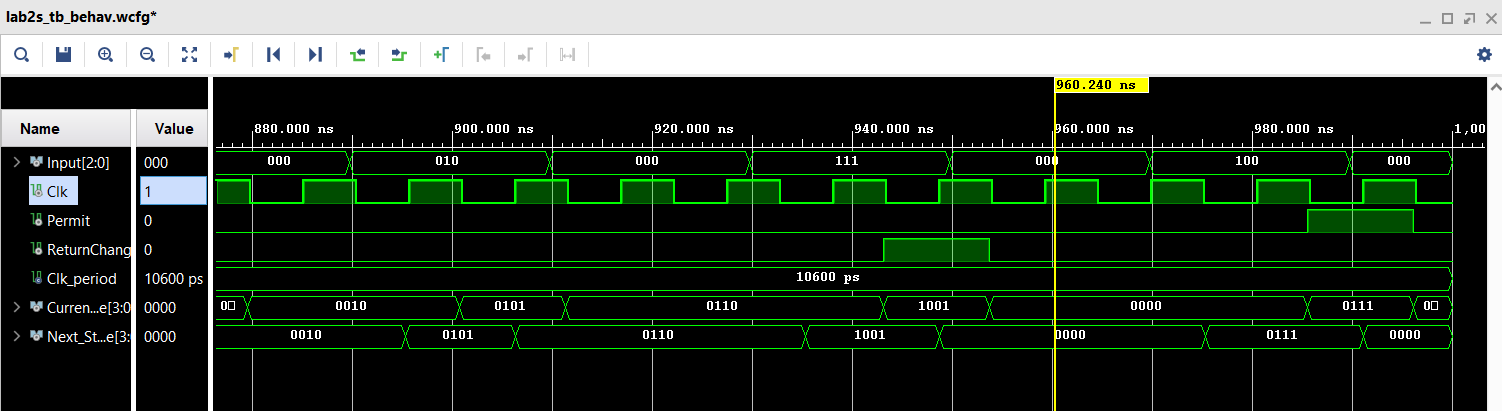 lab2s_tb_behav.wcfg*
960.240 ns
Name Value
880.000 ns 900.000 ns 920.000 ns 940.000 ns 960.000 ns 980.000 ns 1,00
Input[2:0] 000 000 010 000 111 000 100 000
Clk 1
Permit 0
ReturnChang 0
Clk_period 10600 ps 10600 ps
Curren...e[3:0 0000 0 0010 0101 0110 1001 0000 0111 0
Next_St...e[3: 0000 0010 0101 0110 1001 0000 0111 0000